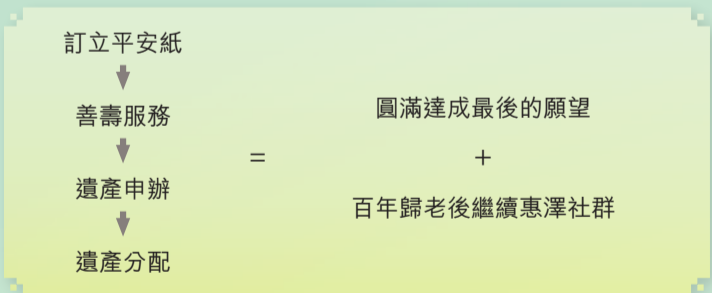 訂立平安紙
善壽服務
遺產申辦
遺產分配
=
圓滿達成最後的願望
+
百年歸老後繼續惠澤社群